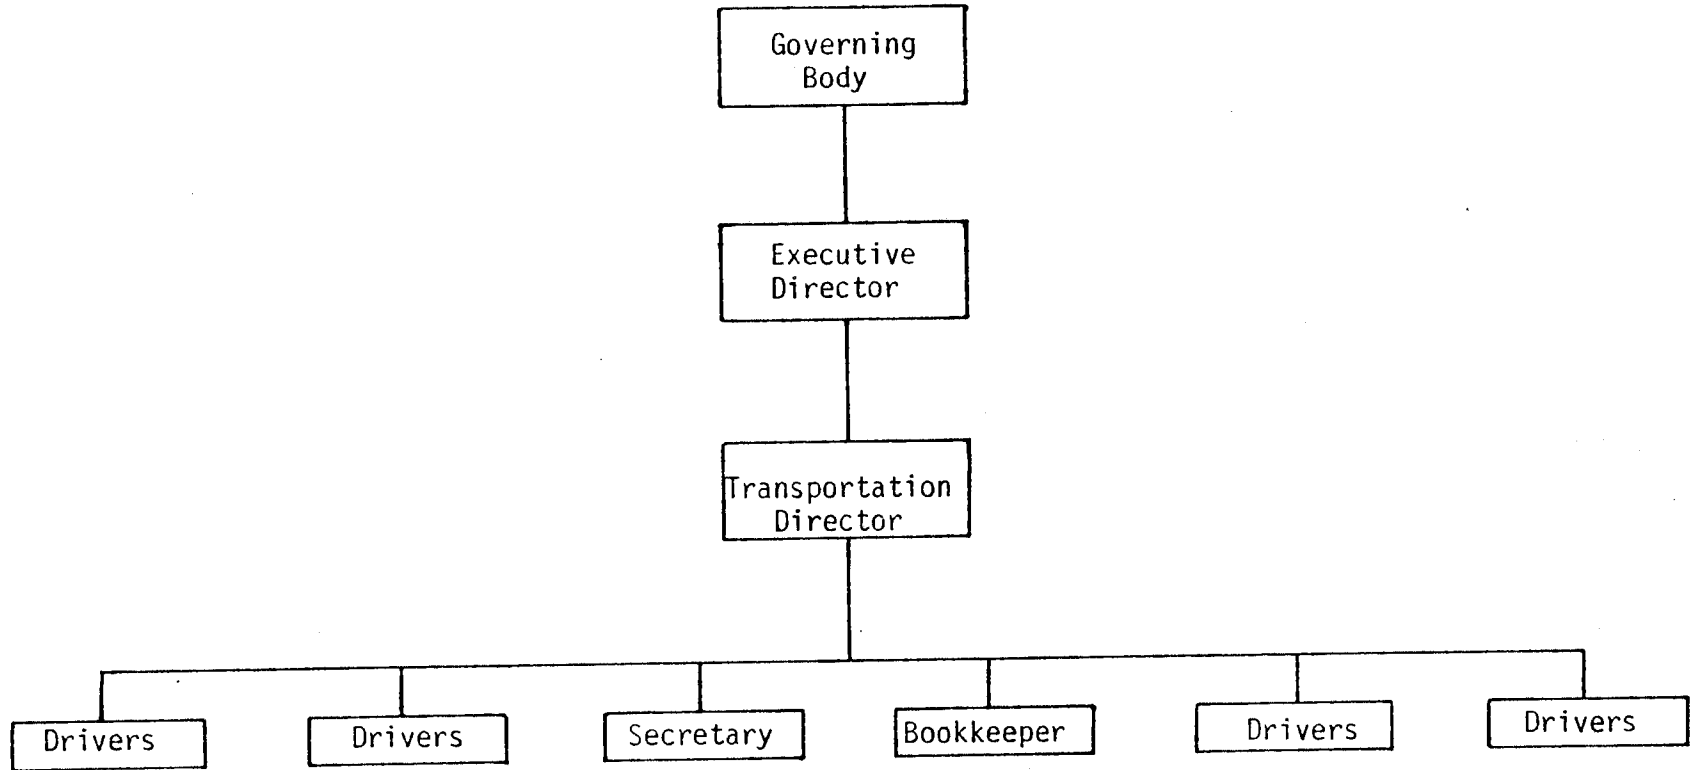 Governing
Body
Executive
Director
Transportation
Director
Drivers
Drivers
Secretary
Bookkeeper
Drivers
Drivers